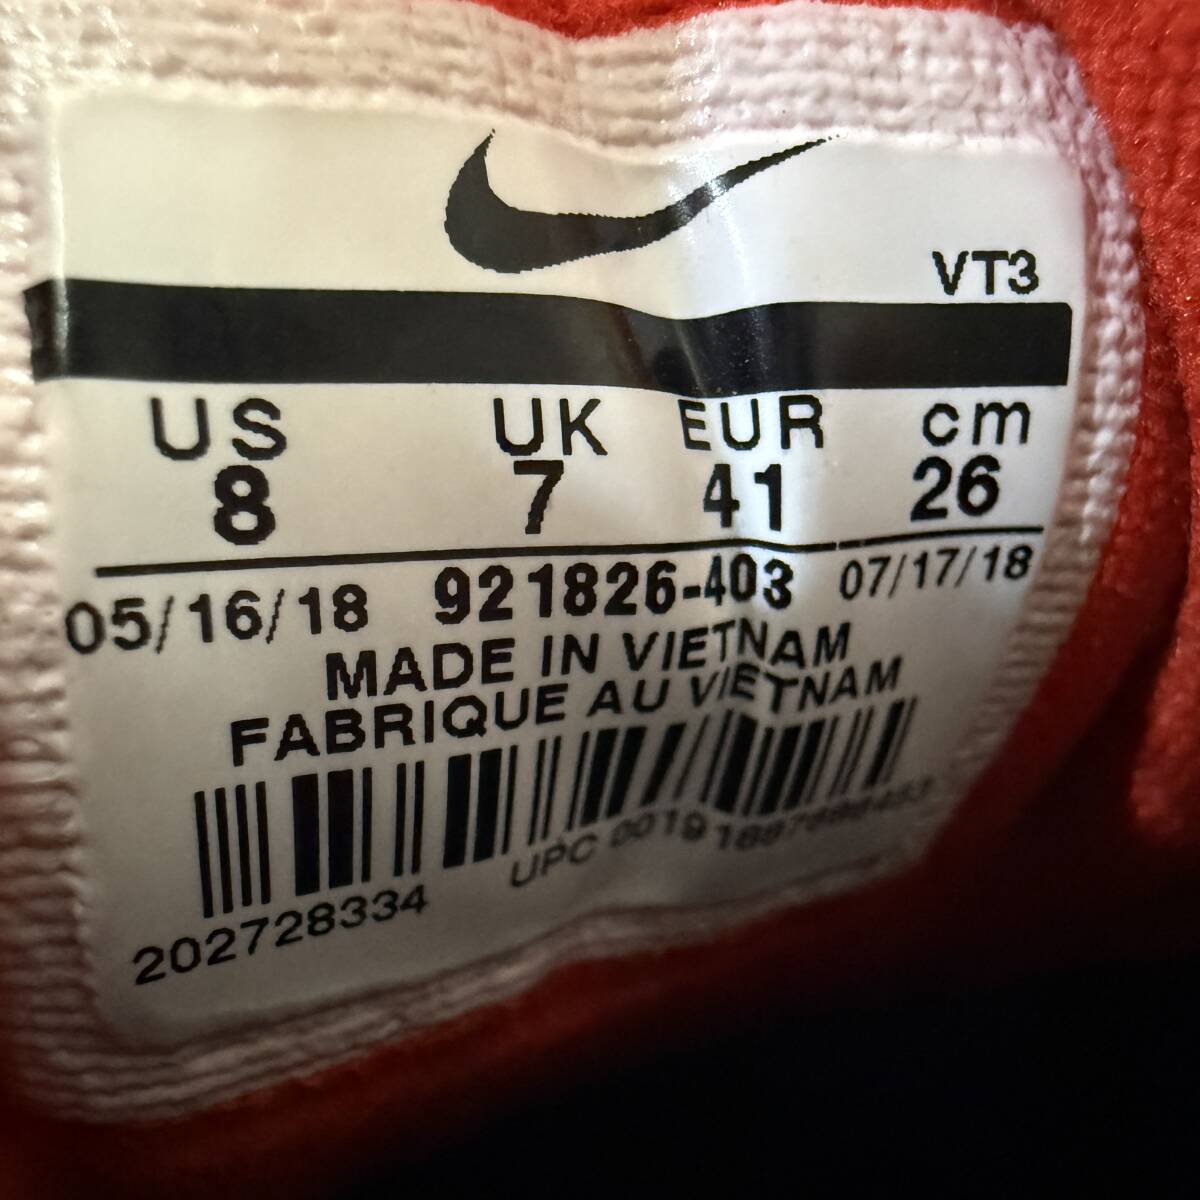 VT3
US UK EUR cm
8 7 41 26
05/16/18 921826-403 07/17/18
MADE IN VIETNAM
FABRIQUE AU VIETNAM
UPC
202728334